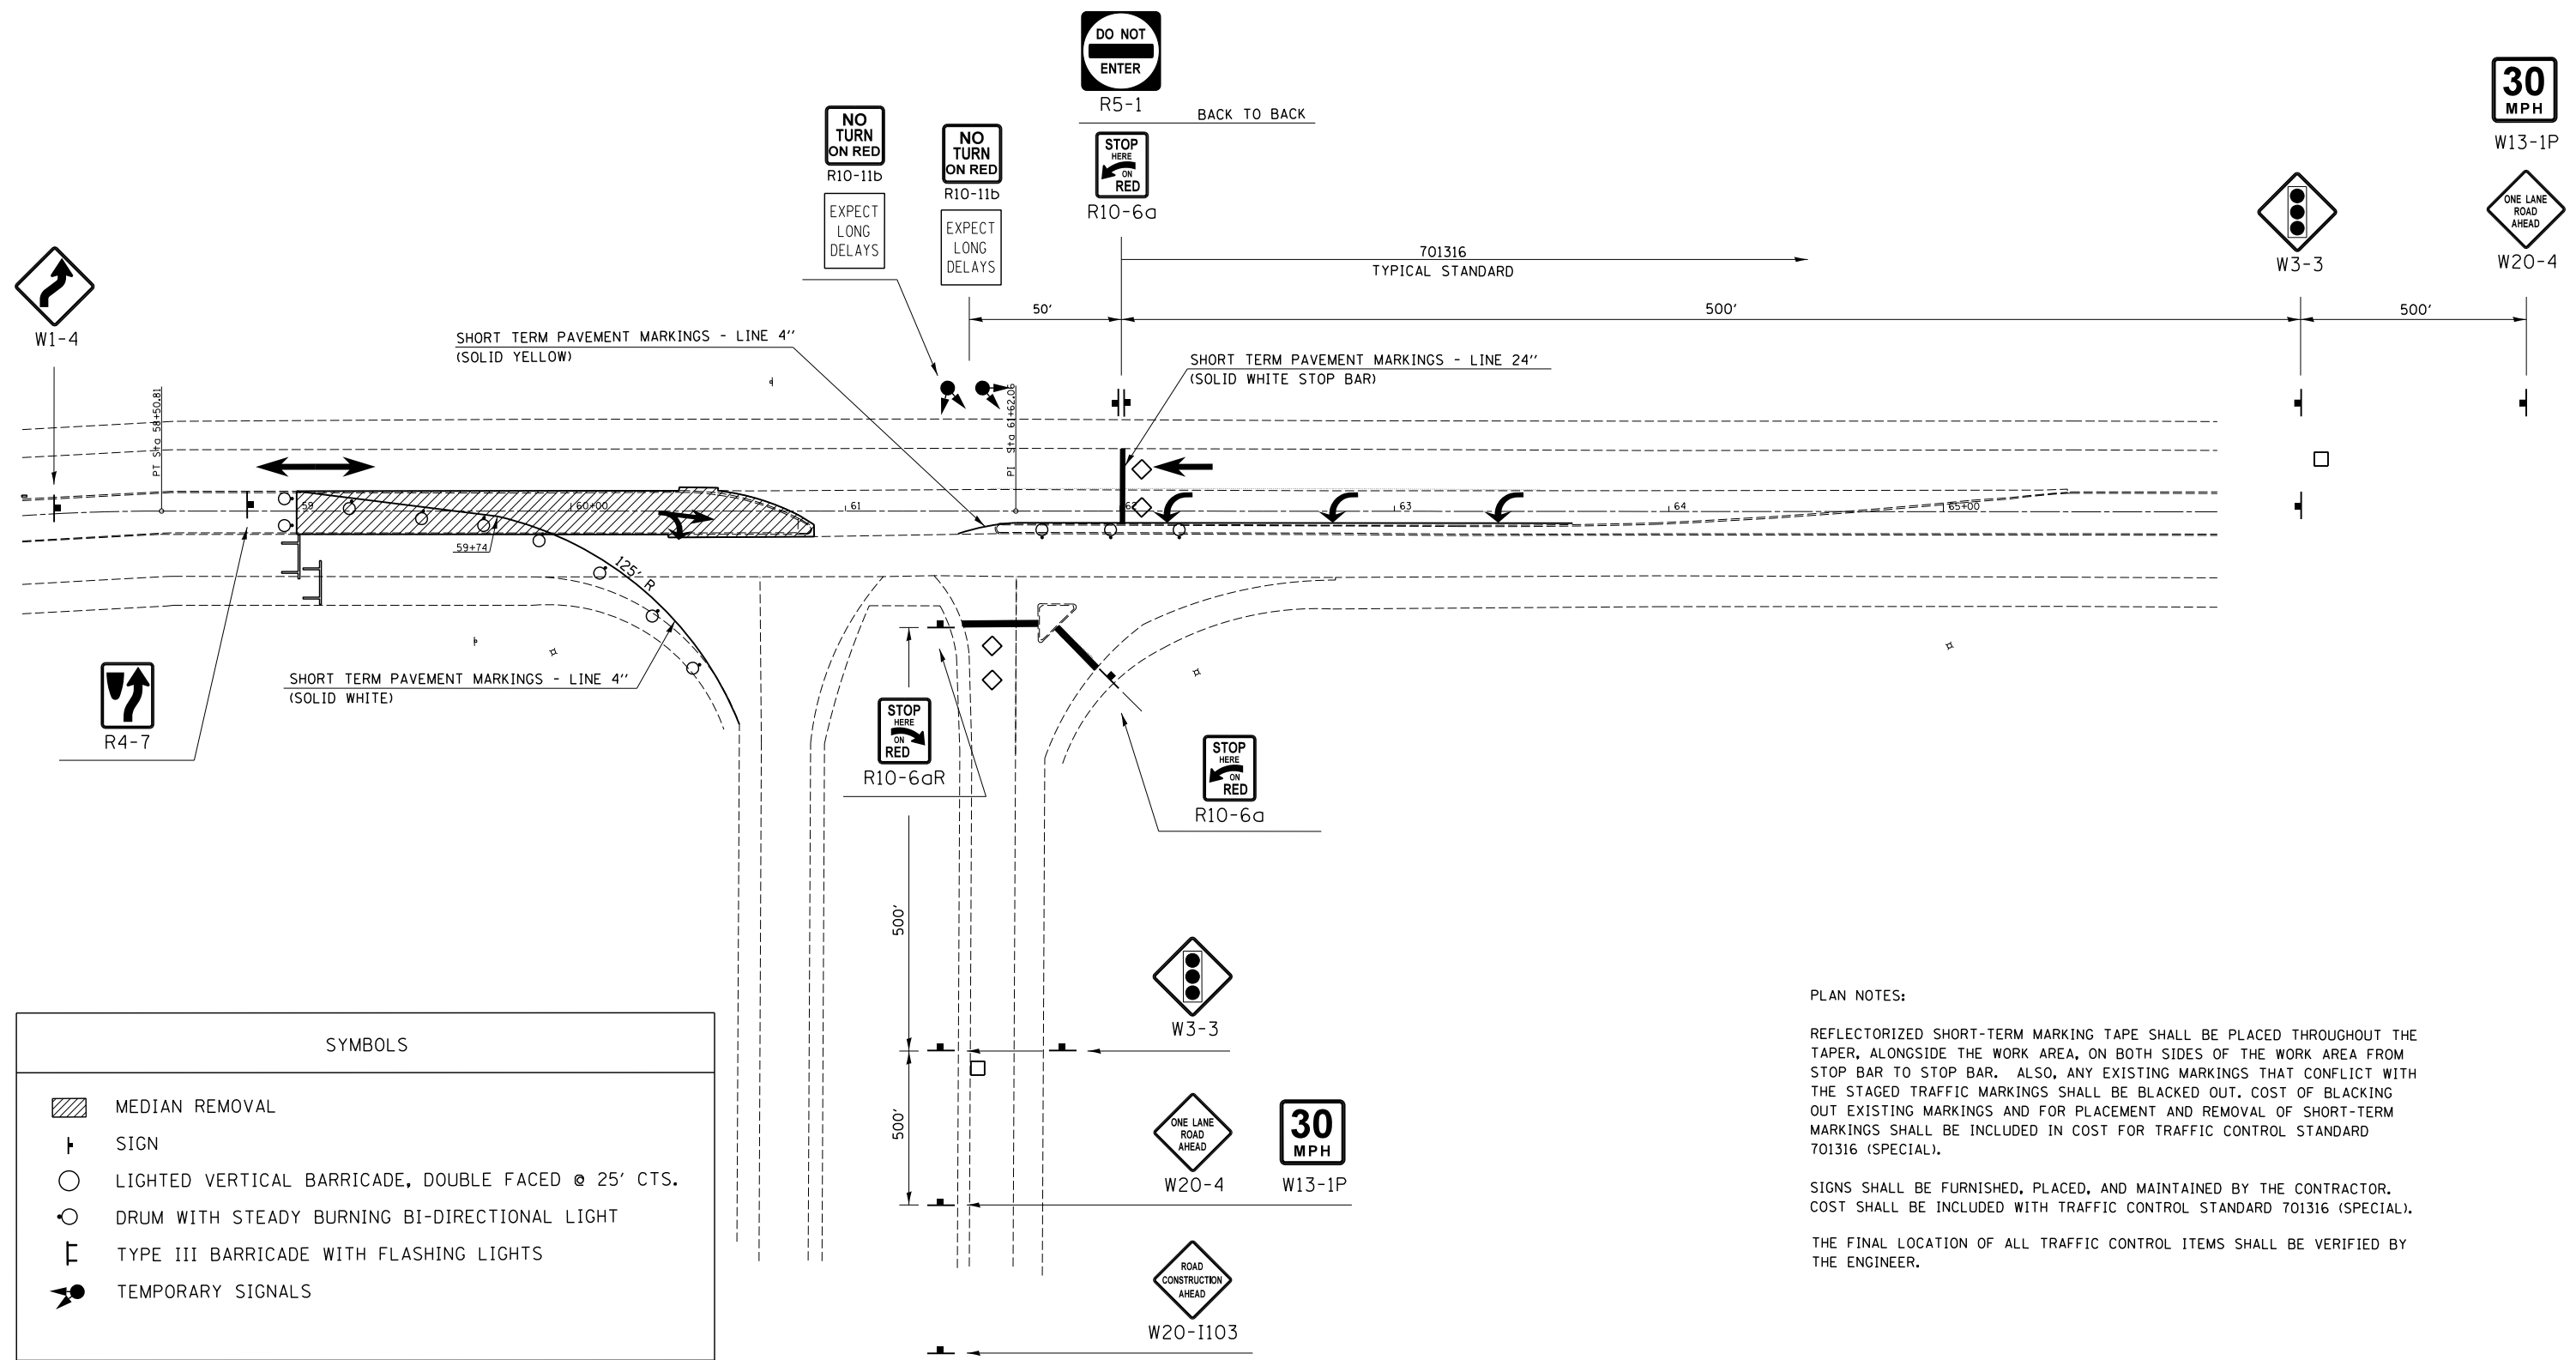 DO NOT
ENTER
R5-1
BACK TO BACK
STOP
HERE
ON
RED
R10-6a
NO
TURN
ON RED
R10-11b
EXPECT
LONG
DELAYS
NO
TURN
ON RED
R10-11b
EXPECT
LONG
DELAYS
30
MPH
W13-1P
ONE LANE
ROAD
AHEAD
W20-4
W3-3
701316
TYPICAL STANDARD
50'
500'
500'
W1-4
SHORT TERM PAVEMENT MARKINGS - LINE 4''
(SOLID YELLOW)
SHORT TERM PAVEMENT MARKINGS - LINE 24''
(SOLID WHITE STOP BAR)
PT Sta 58+50.81
PI Sta 61+62.06
59
60+00
61
62
63
64
65+00
59+74
125' R
SHORT TERM PAVEMENT MARKINGS - LINE 4''
(SOLID WHITE)
R4-7
STOP
HERE
ON
RED
R10-6aR
STOP
HERE
ON
RED
R10-6a
500'
W3-3
500'
ONE LANE
ROAD
AHEAD
W20-4
30
MPH
W13-1P
ROAD
CONSTRUCTION
AHEAD
W20-I103
SYMBOLS
MEDIAN REMOVAL
SIGN
LIGHTED VERTICAL BARRICADE, DOUBLE FACED @ 25' CTS.
DRUM WITH STEADY BURNING BI-DIRECTIONAL LIGHT
TYPE III BARRICADE WITH FLASHING LIGHTS
TEMPORARY SIGNALS
PLAN NOTES:
REFLECTORIZED SHORT-TERM MARKING TAPE SHALL BE PLACED THROUGHOUT THE
TAPER, ALONGSIDE THE WORK AREA, ON BOTH SIDES OF THE WORK AREA FROM
STOP BAR TO STOP BAR.  ALSO, ANY EXISTING MARKINGS THAT CONFLICT WITH
THE STAGED TRAFFIC MARKINGS SHALL BE BLACKED OUT. COST OF BLACKING
OUT EXISTING MARKINGS AND FOR PLACEMENT AND REMOVAL OF SHORT-TERM
MARKINGS SHALL BE INCLUDED IN COST FOR TRAFFIC CONTROL STANDARD
701316 (SPECIAL).
SIGNS SHALL BE FURNISHED, PLACED, AND MAINTAINED BY THE CONTRACTOR.
COST SHALL BE INCLUDED WITH TRAFFIC CONTROL STANDARD 701316 (SPECIAL).
THE FINAL LOCATION OF ALL TRAFFIC CONTROL ITEMS SHALL BE VERIFIED BY
THE ENGINEER.